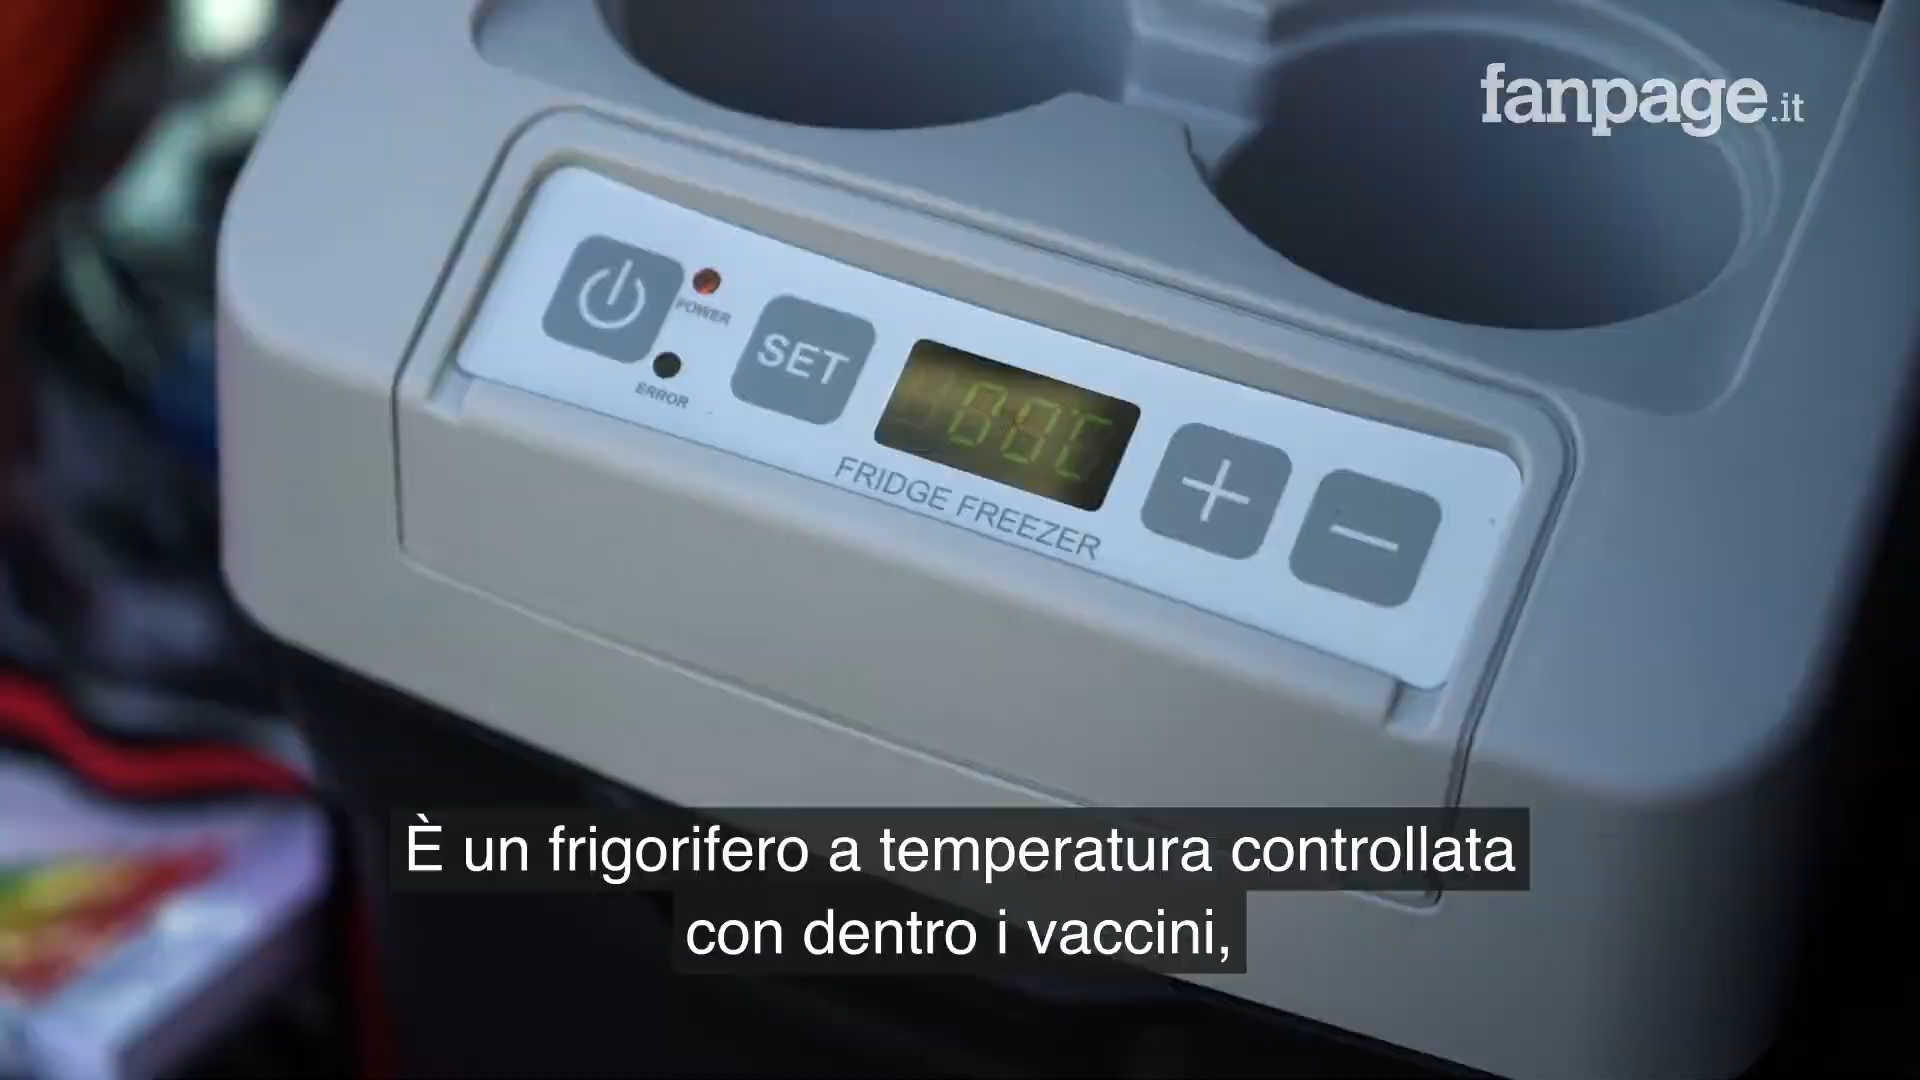 fanpage.it
POWER
SET
ERROR
FRIDGE FREEZER
È un frigorifero a temperatura controllata
con dentro i vaccini,